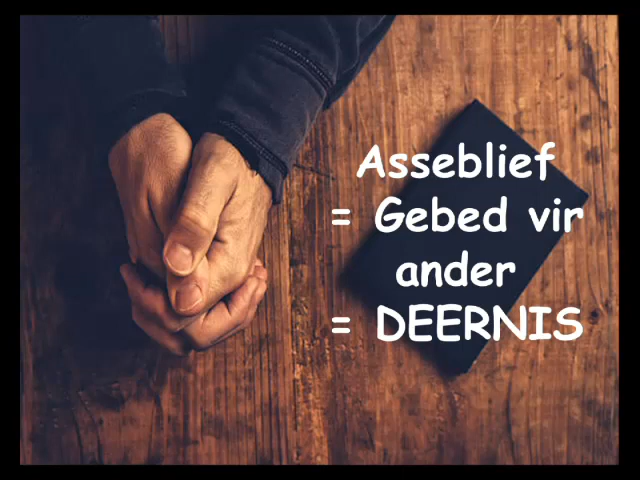 Asseblief
= Gebed vir
ander
= DEERNIS